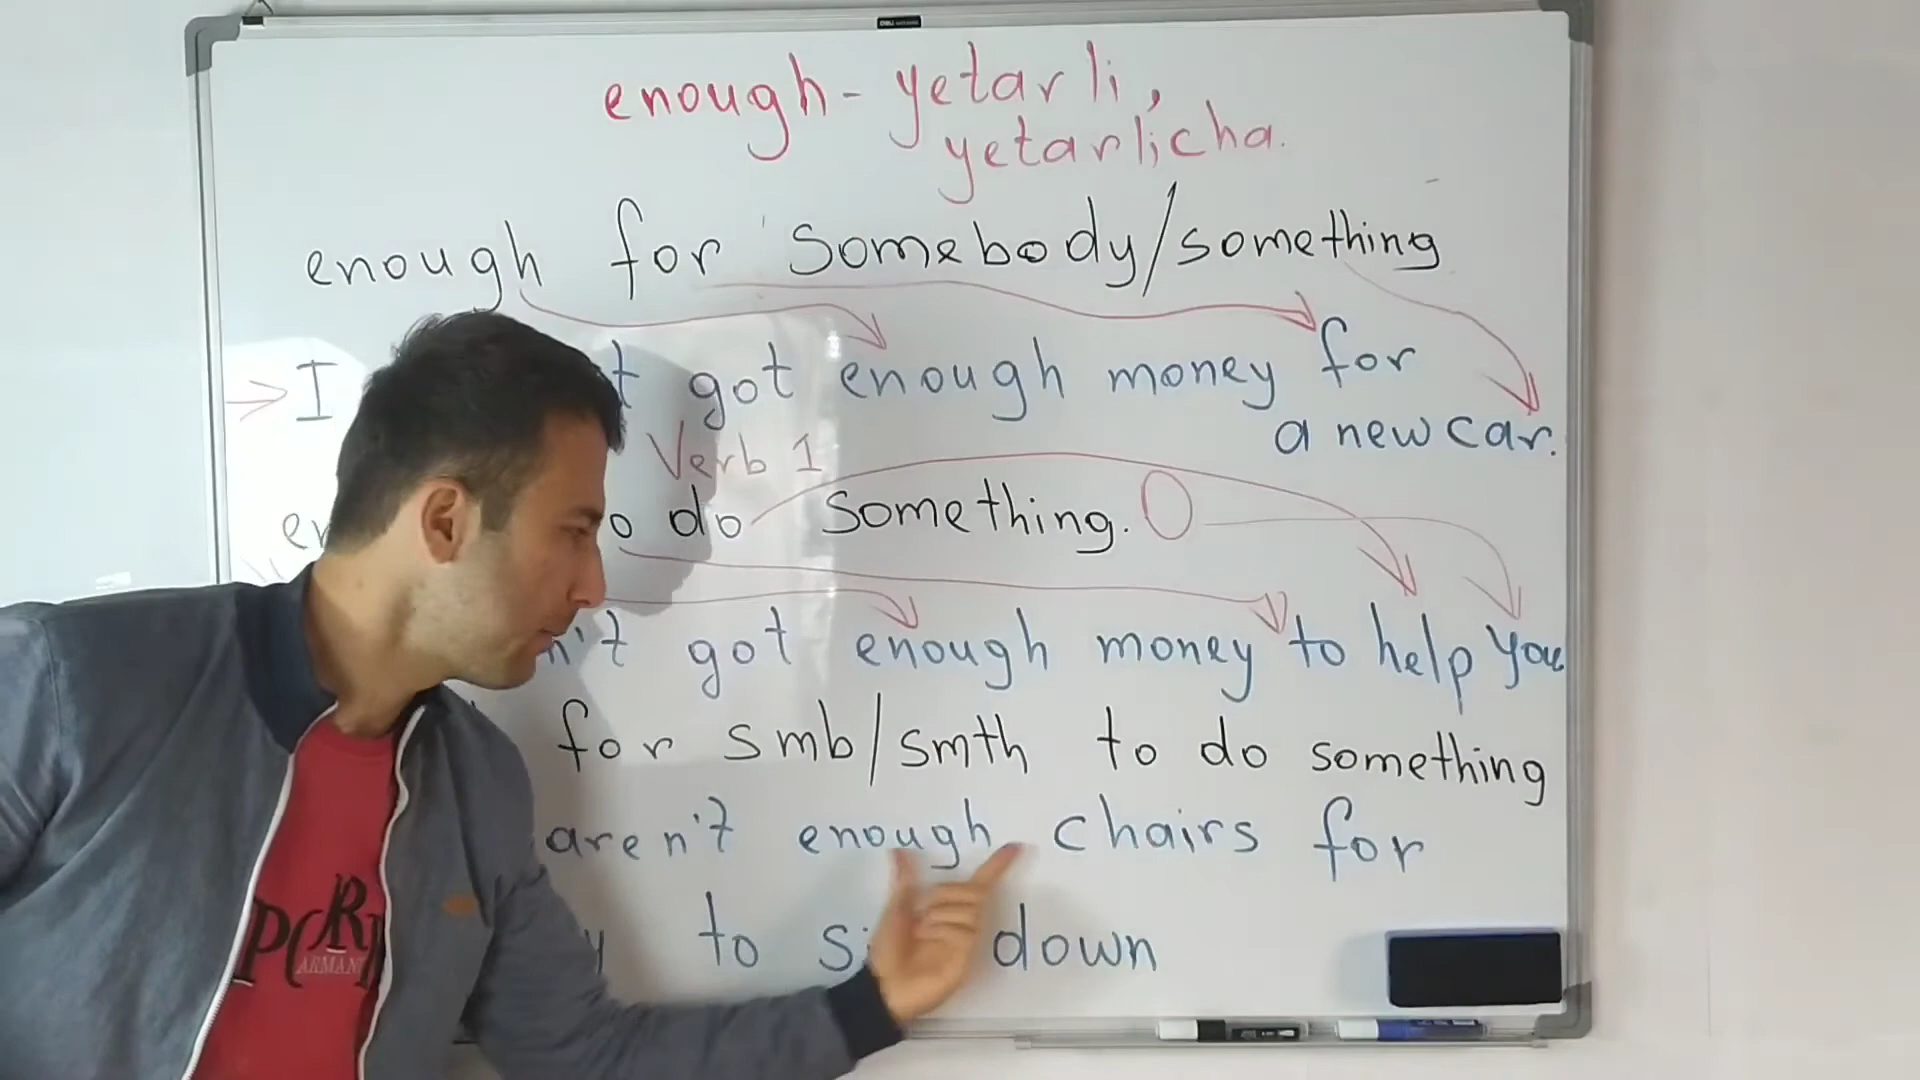 enough - yetarli,
yetarlicha.
enough for somebody/something
→ I t got enough money for
a new car.
Verb 1
do something.
n't got enough money to help you
for smb/smth to do something
aren't enough chairs for
to down
ARMANI